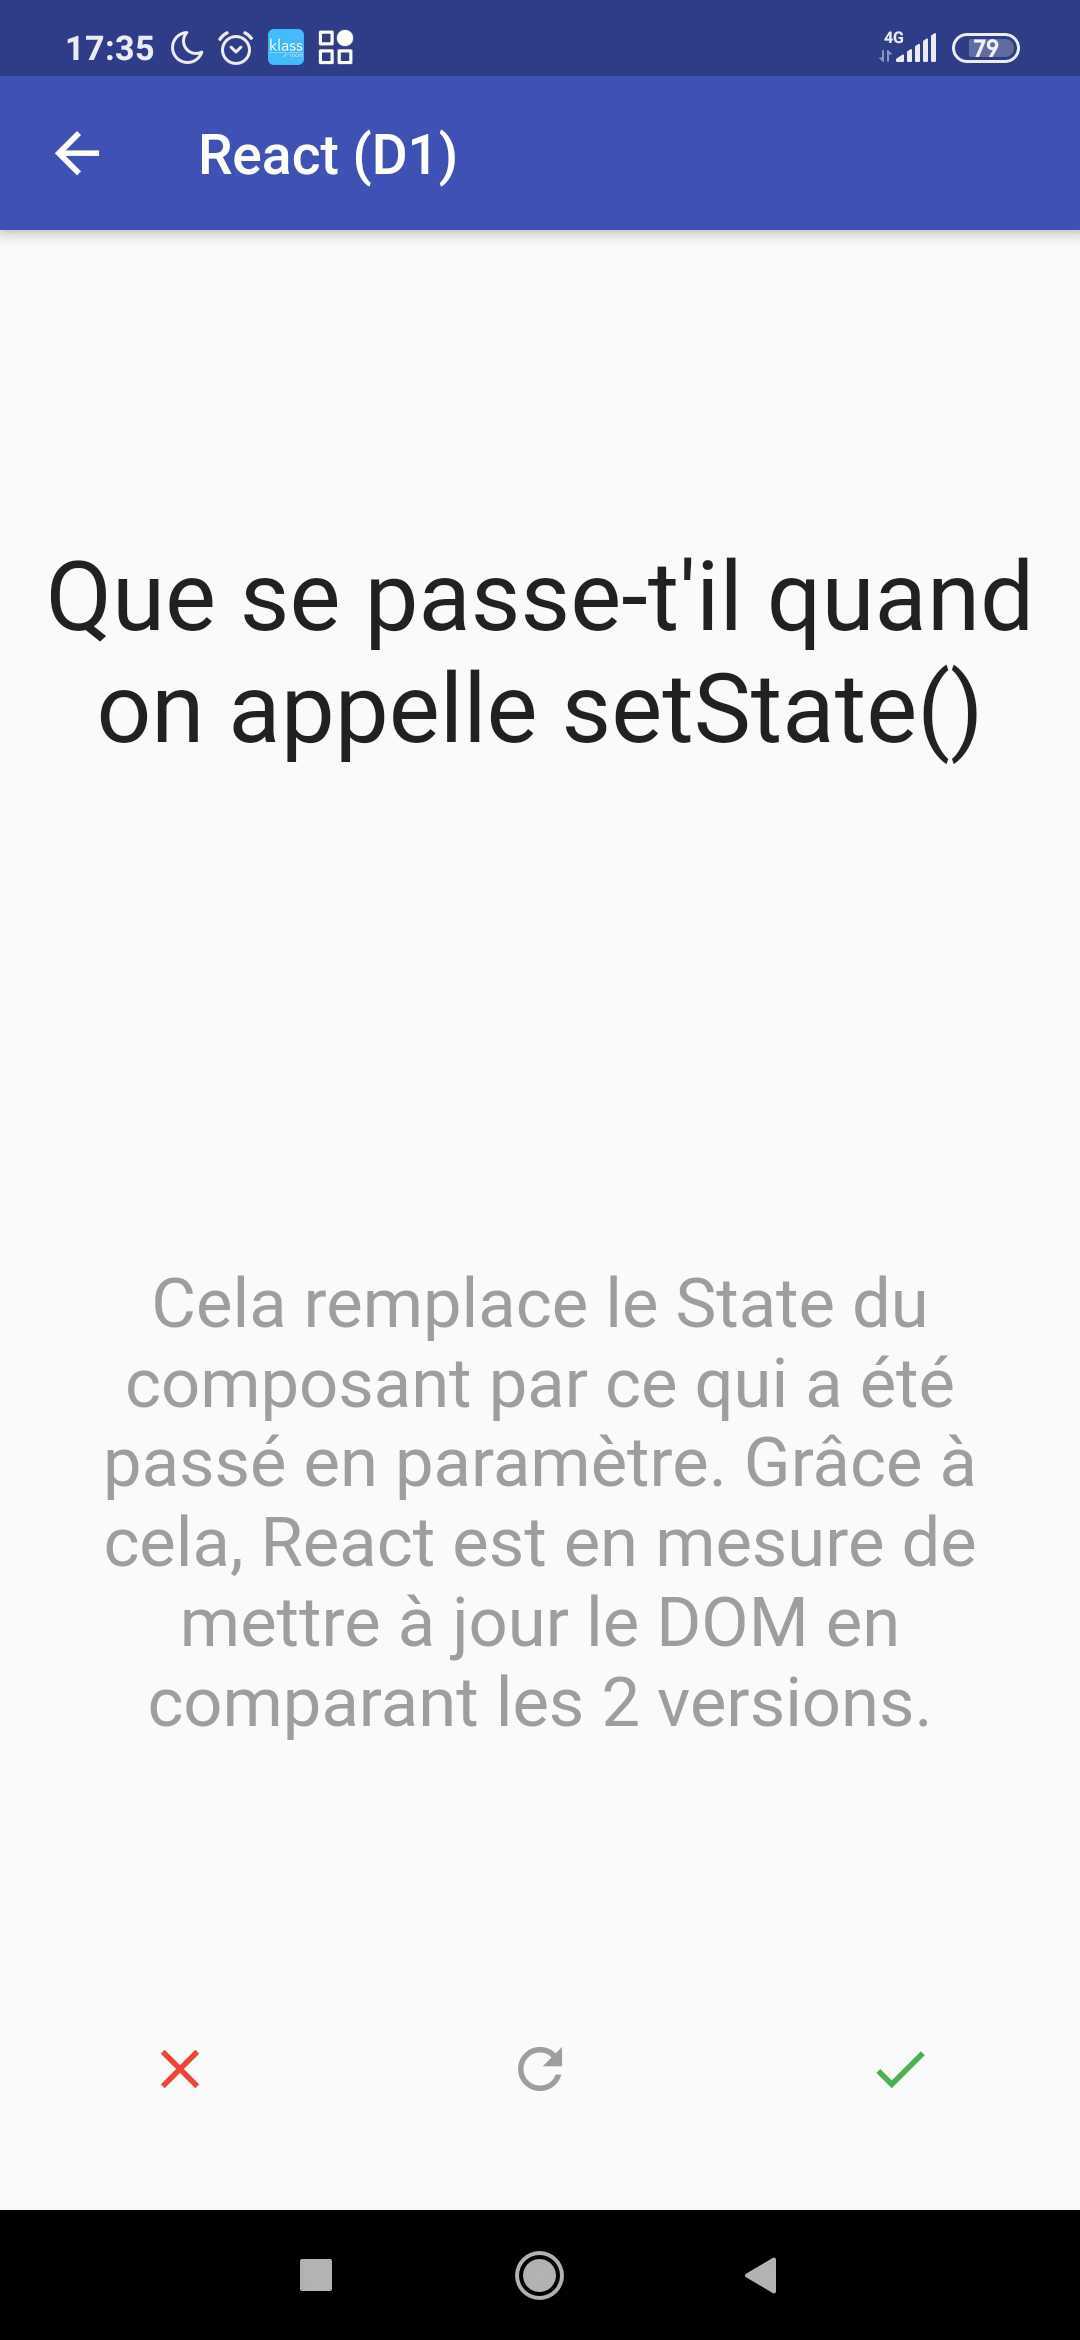 17:35
klass
4G
79
React (D1)
Que se passe-t'il quand
on appelle setState()
Cela remplace le State du
composant par ce qui a été
passé en paramètre. Grâce à
cela, React est en mesure de
mettre à jour le DOM en
comparant les 2 versions.